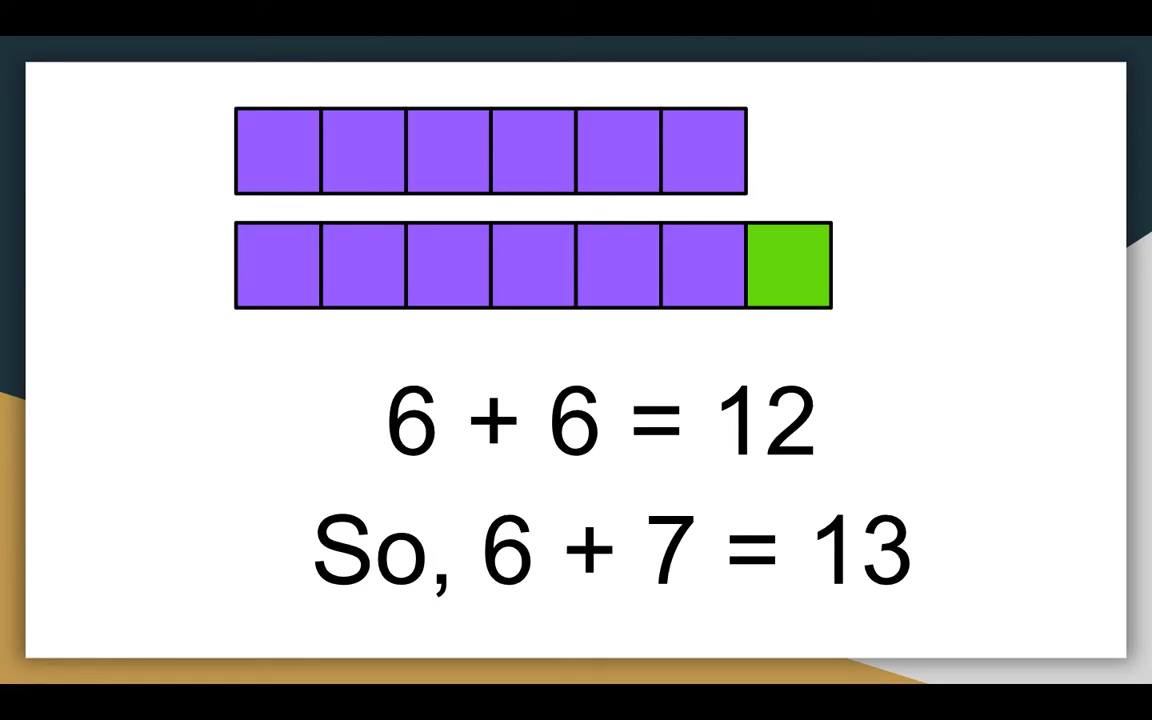 6 + 6 = 12
So, 6 + 7 = 13